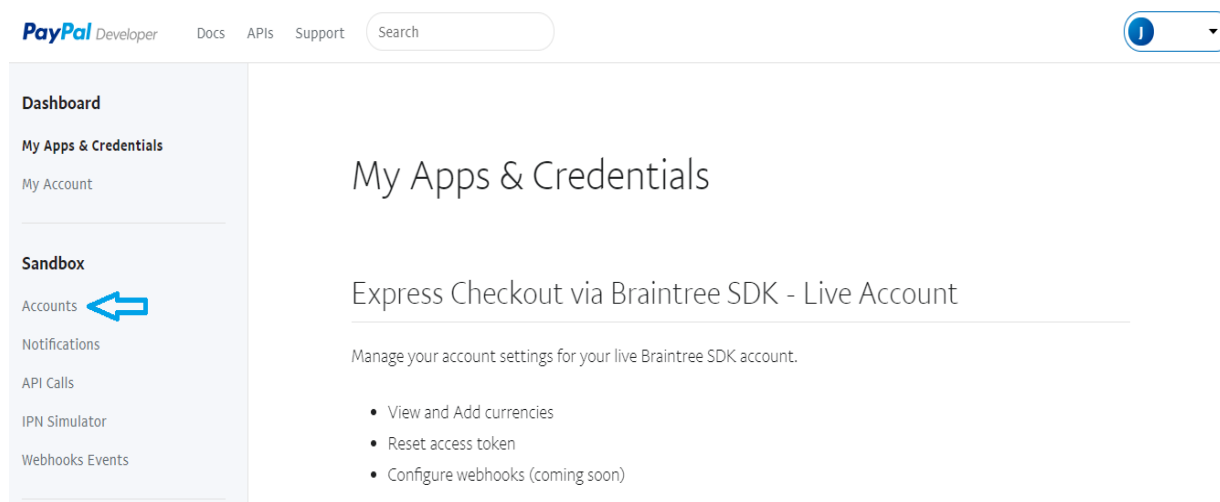 PayPal Developer Docs APIs Support Search J
Dashboard
My Apps & Credentials
My Account
Sandbox
Accounts
Notifications
API Calls
IPN Simulator
Webhooks Events
My Apps & Credentials
Express Checkout via Braintree SDK - Live Account
Manage your account settings for your live Braintree SDK account.
• View and Add currencies
• Reset access token
• Configure webhooks (coming soon)